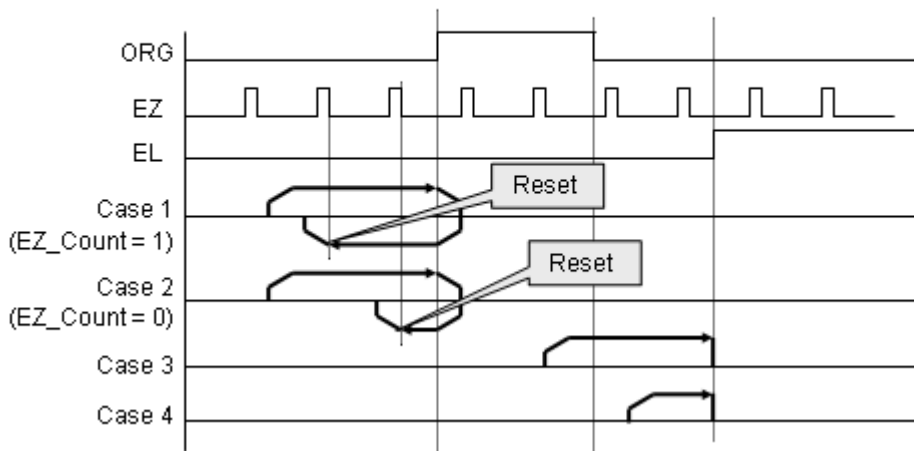 ORG
EZ
EL
Reset
Case 1
(EZ_Count = 1)
Reset
Case 2
(EZ_Count = 0)
Case 3
Case 4